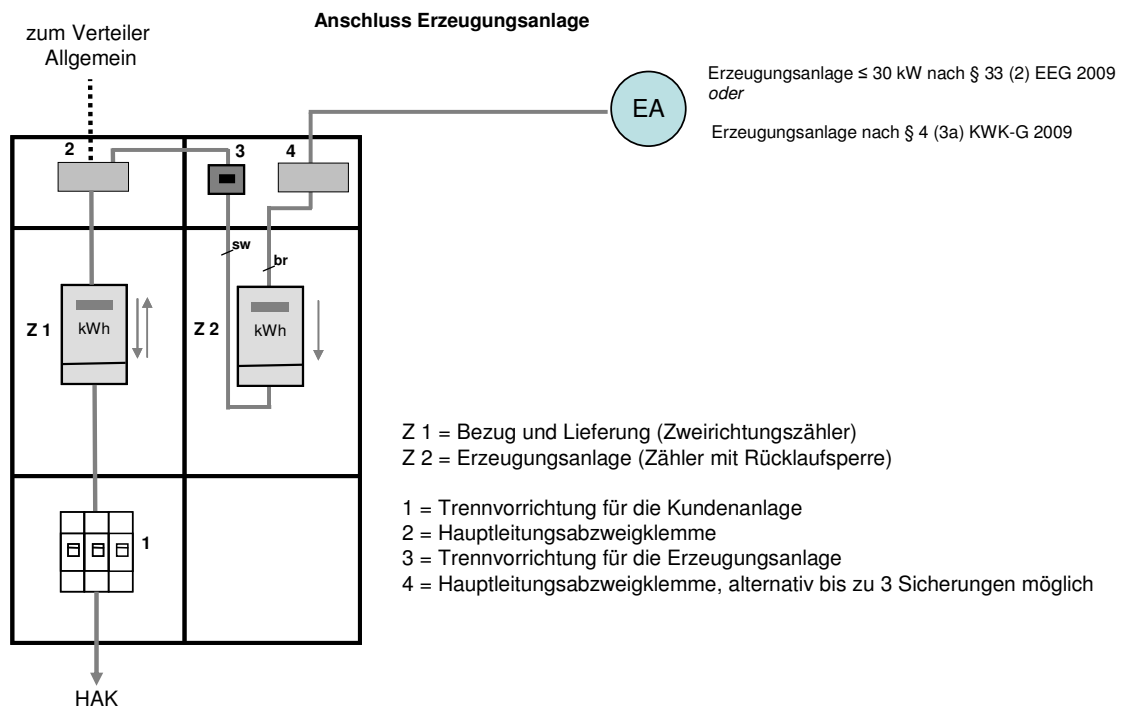 Anschluss Erzeugungsanlage
zum Verteiler
Allgemein
EA
Erzeugungsanlage ≤ 30 kW nach § 33 (2) EEG 2009
oder
Erzeugungsanlage nach § 4 (3a) KWK-G 2009
2
3
4
sw
br
Z 1
kWh
Z 2
kWh
Z 1 = Bezug und Lieferung (Zweirichtungszähler)
Z 2 = Erzeugungsanlage (Zähler mit Rücklaufsperre)
1 = Trennvorrichtung für die Kundenanlage
2 = Hauptleitungsabzweigklemme
3 = Trennvorrichtung für die Erzeugungsanlage
4 = Hauptleitungsabzweigklemme, alternativ bis zu 3 Sicherungen möglich
1
HAK